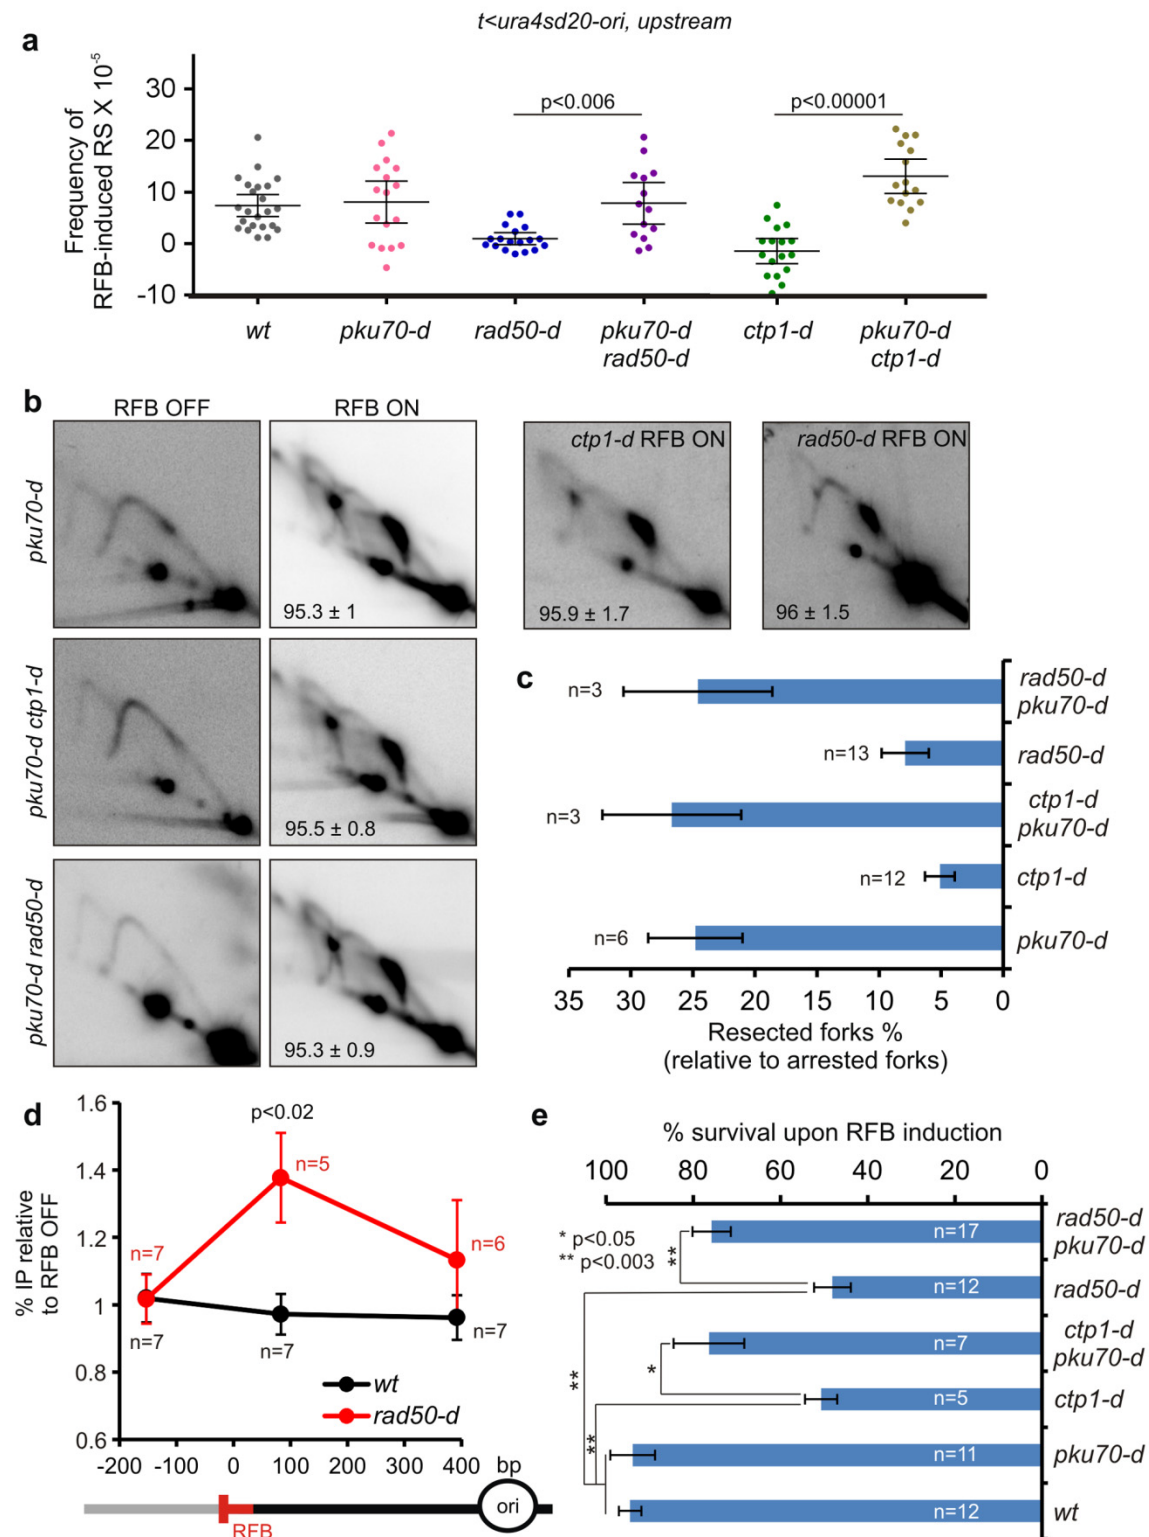 t<ura4sd20-ori, upstream
a
Frequency of
RFB-induced RS X 10⁻⁵
30
20
10
0
-10
p<0.006
p<0.00001
wt
pku70-d
rad50-d
pku70-d
rad50-d
ctp1-d
pku70-d
ctp1-d
b
RFB OFF
RFB ON
pku70-d
95.3 ± 1
ctp1-d RFB ON
95.9 ± 1.7
rad50-d RFB ON
96 ± 1.5
pku70-d ctp1-d
95.5 ± 0.8
pku70-d rad50-d
95.3 ± 0.9
c
n=3
rad50-d
pku70-d
n=13
rad50-d
n=3
ctp1-d
pku70-d
n=12
ctp1-d
n=6
pku70-d
35 30 25 20 15 10 5 0
Resected forks %
(relative to arrested forks)
d
% IP relative
to RFB OFF
1.6
1.4
1.2
1
0.8
0.6
p<0.02
n=5
n=7
n=6
n=7
n=7
n=7
wt
rad50-d
-200 -100 0 100 200 300 400
bp
ori
RFB
e
% survival upon RFB induction
100 80 60 40 20 0
* p<0.05
** p<0.003
**
*
**
**
n=17
rad50-d
pku70-d
n=12
rad50-d
n=7
ctp1-d
pku70-d
n=5
ctp1-d
n=11
pku70-d
n=12
wt